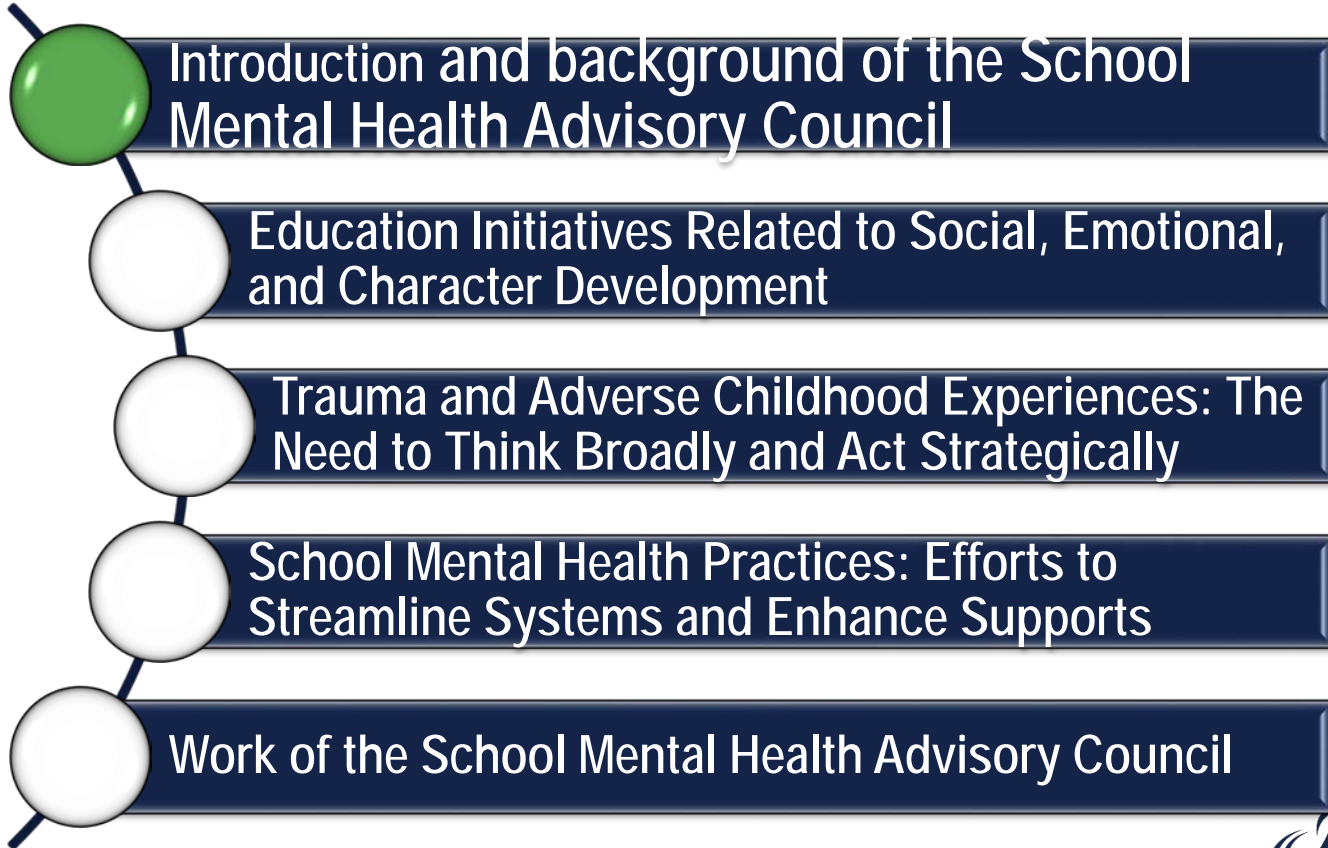 Introduction and background of the School
Mental Health Advisory Council
Education Initiatives Related to Social, Emotional,
and Character Development
Trauma and Adverse Childhood Experiences: The
Need to Think Broadly and Act Strategically
School Mental Health Practices: Efforts to
Streamline Systems and Enhance Supports
Work of the School Mental Health Advisory Council